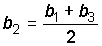 b₂ = (b₁ + b₃) / 2